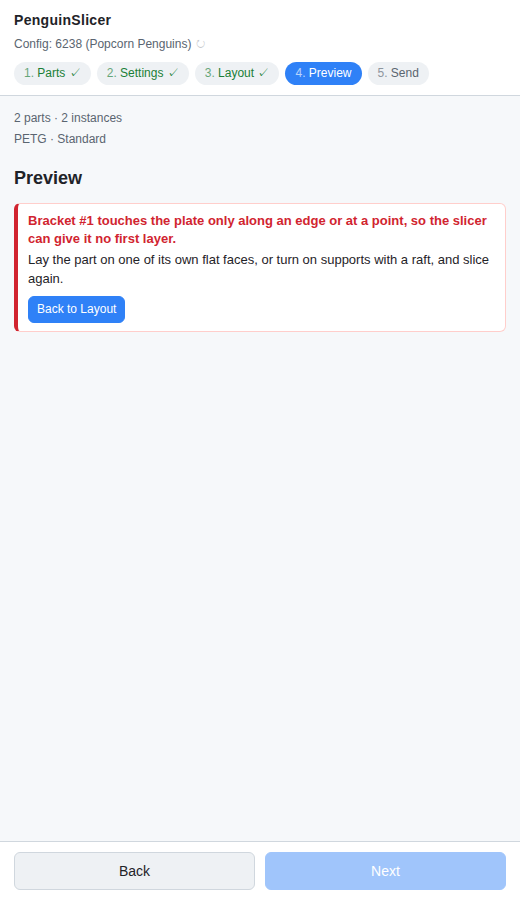 PenguinSlicer
Config: 6238 (Popcorn Penguins) ↻
1. Parts ✓ 2. Settings ✓ 3. Layout ✓ 4. Preview 5. Send
2 parts · 2 instances
PETG · Standard
Preview
Bracket #1 touches the plate only along an edge or at a point, so the slicer
can give it no first layer.
Lay the part on one of its own flat faces, or turn on supports with a raft, and slice
again.
Back to Layout
Back Next